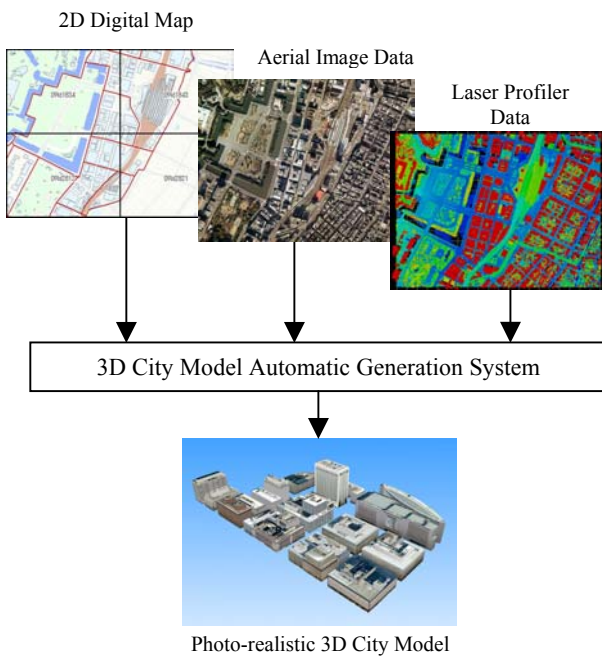 2D Digital Map
Aerial Image Data
Laser Profiler
Data
3D City Model Automatic Generation System
Photo-realistic 3D City Model